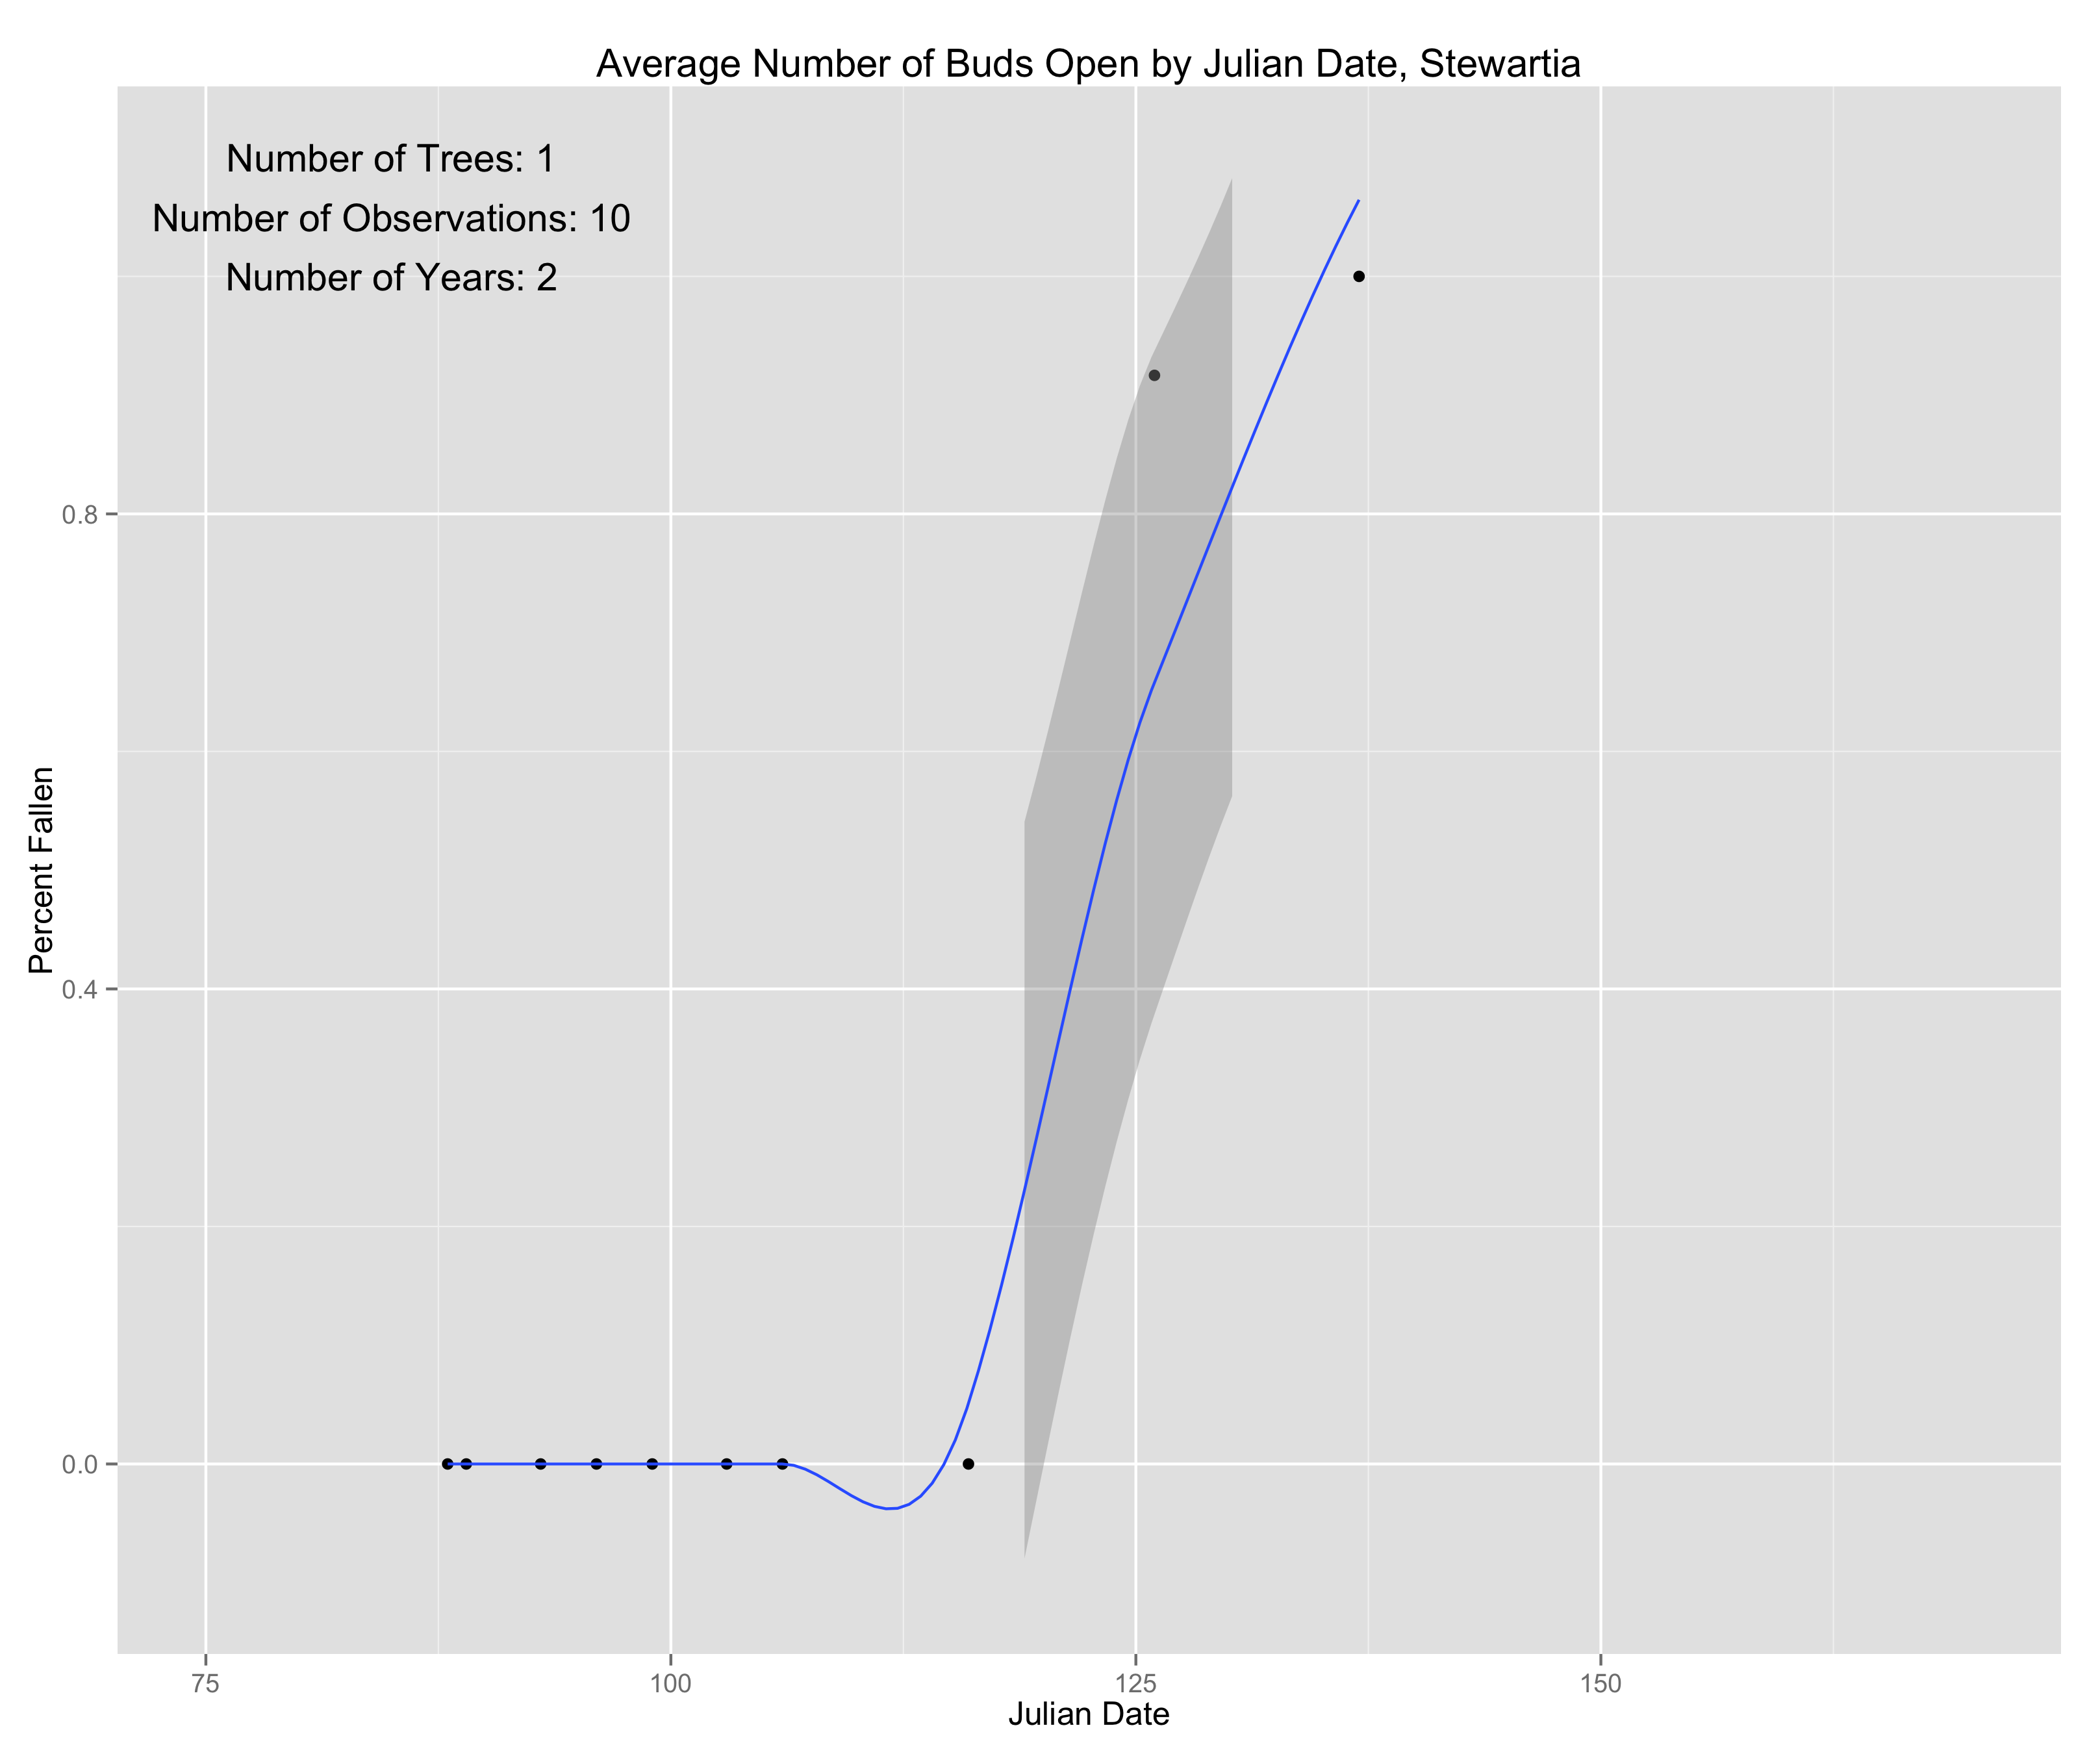 Average Number of Buds Open by Julian Date, Stewartia
Number of Trees: 1
Number of Observations: 10
Number of Years: 2
Percent Fallen
0.8
0.4
0.0
75
100
125
150
Julian Date